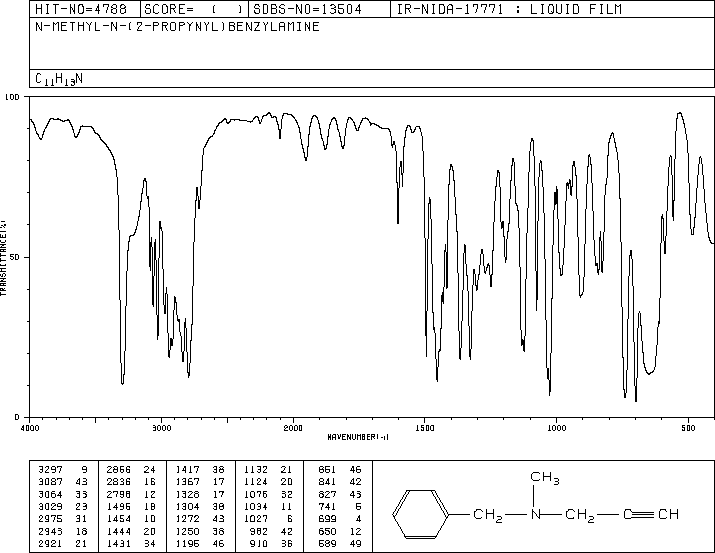 HIT-NO=4788 SCORE= ( ) SDBS-NO=13504 IR-NIDA-17771 : LIQUID FILM
N-METHYL-N-(2-PROPYNYL)BENZYLAMINE
C11H13N
100
50
0
TRANSMITTANCE(%)
4000 3000 2000 1500 1000 500
WAVENUMBER(-1)
3297 9 2866 24 1417 38 1132 21 851 46
3087 43 2836 16 1367 17 1124 20 841 42
3064 33 2798 12 1328 17 1076 32 827 43
3029 23 1495 18 1304 38 1034 11 741 5
2975 31 1454 10 1272 43 1027 6 699 4
2943 18 1444 20 1250 38 982 42 650 12
2921 21 1431 34 1195 46 910 36 589 49
CH3
CH2 N CH2 C CH